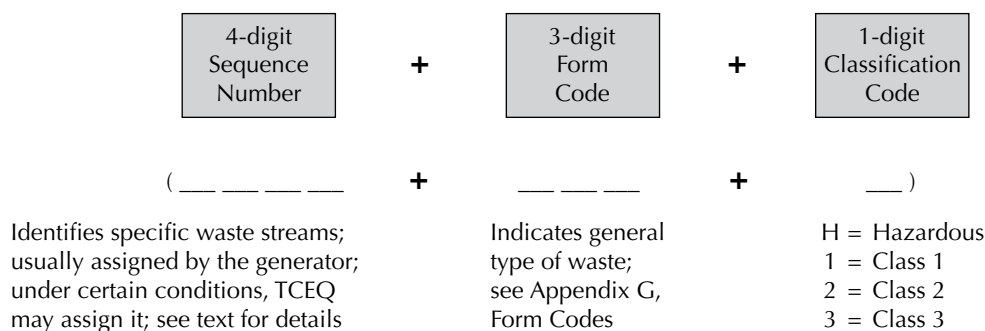 4-digit
Sequence
Number
+
3-digit
Form
Code
+
1-digit
Classification
Code
( ___ ___ ___ ___ + ___ ___ ___ + ___ )
Identifies specific waste streams;
usually assigned by the generator;
under certain conditions, TCEQ
may assign it; see text for details
Indicates general
type of waste;
see Appendix G,
Form Codes
H = Hazardous
1 = Class 1
2 = Class 2
3 = Class 3